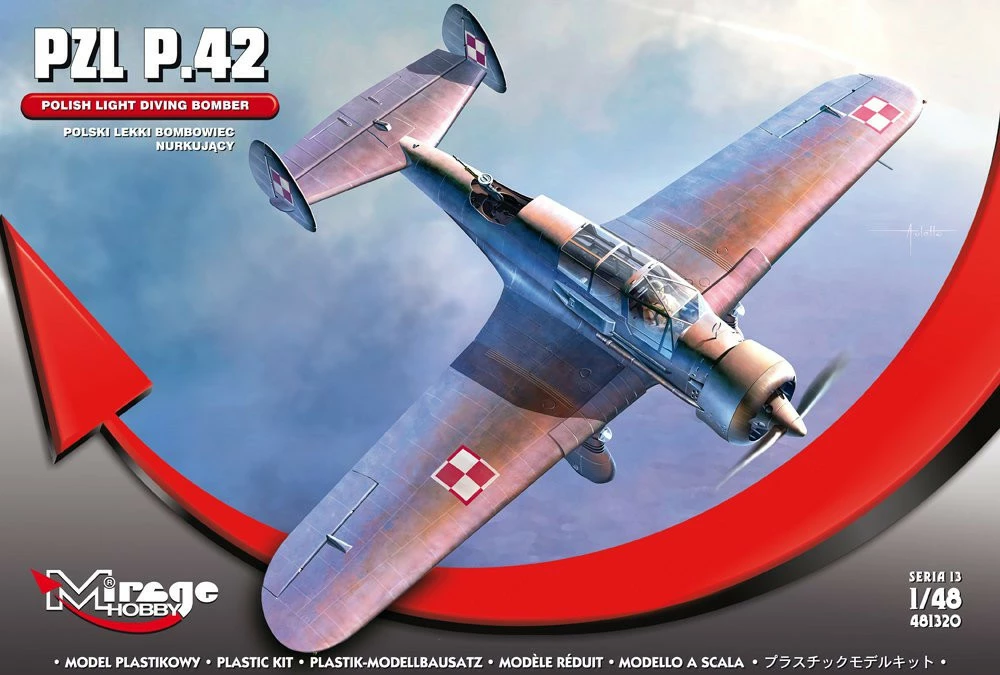 PZL P.42
POLISH LIGHT DIVING BOMBER
POLSKI LEKKI BOMBOWIEC
NURKUJĄCY
Mirage®
HOBBY
SERIA 13
1/48
481320
• MODEL PLASTIKOWY • PLASTIC KIT • PLASTIK-MODELLBAUSATZ • MODÈLE RÉDUIT • MODELLO A SCALA • プラスチックモデルキット •